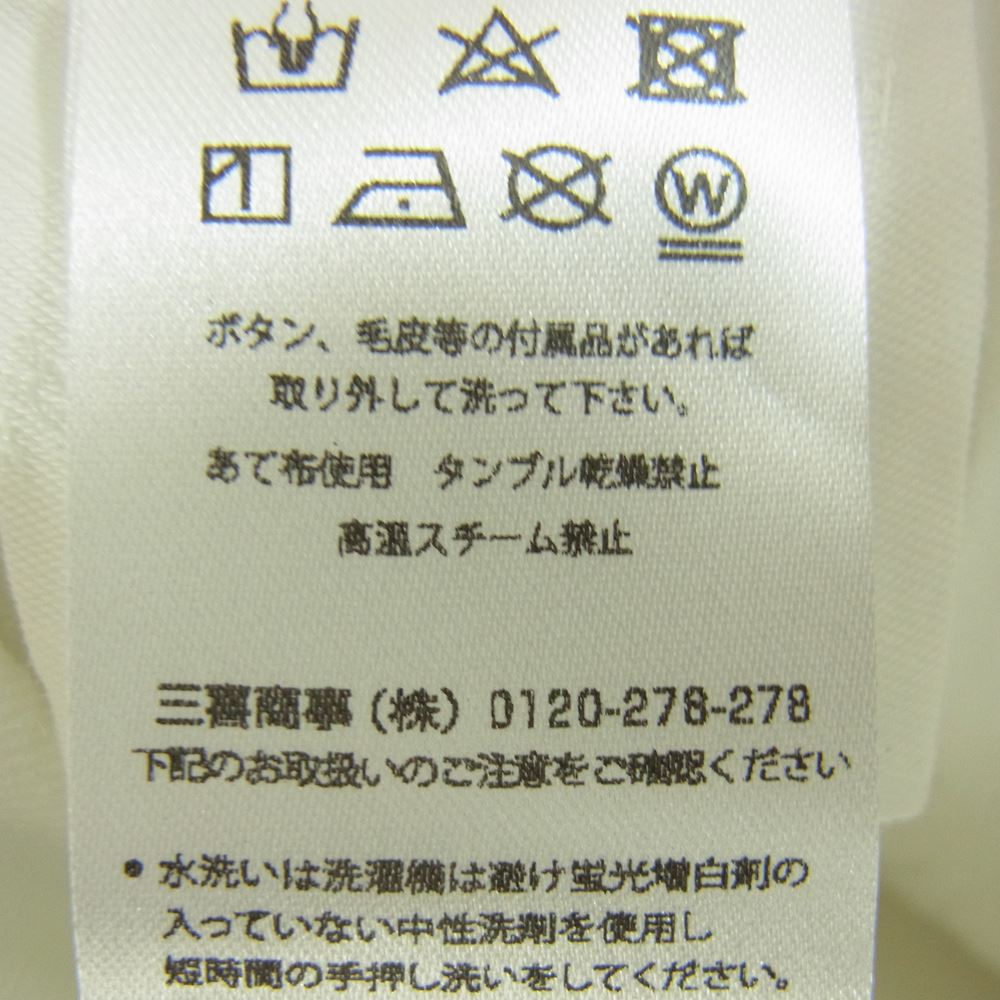 W
ボタン、毛皮等の付属品があれば
取り外して洗って下さい。
あて布使用　タンブル乾燥禁止
高温スチーム禁止
三喜商事(株) 0120-278-278
下記のお取扱いのご注意をご確認ください
・水洗いは洗濯機は避け蛍光増白剤の
入っていない中性洗剤を使用し
短時間の手押し洗いをしてください。